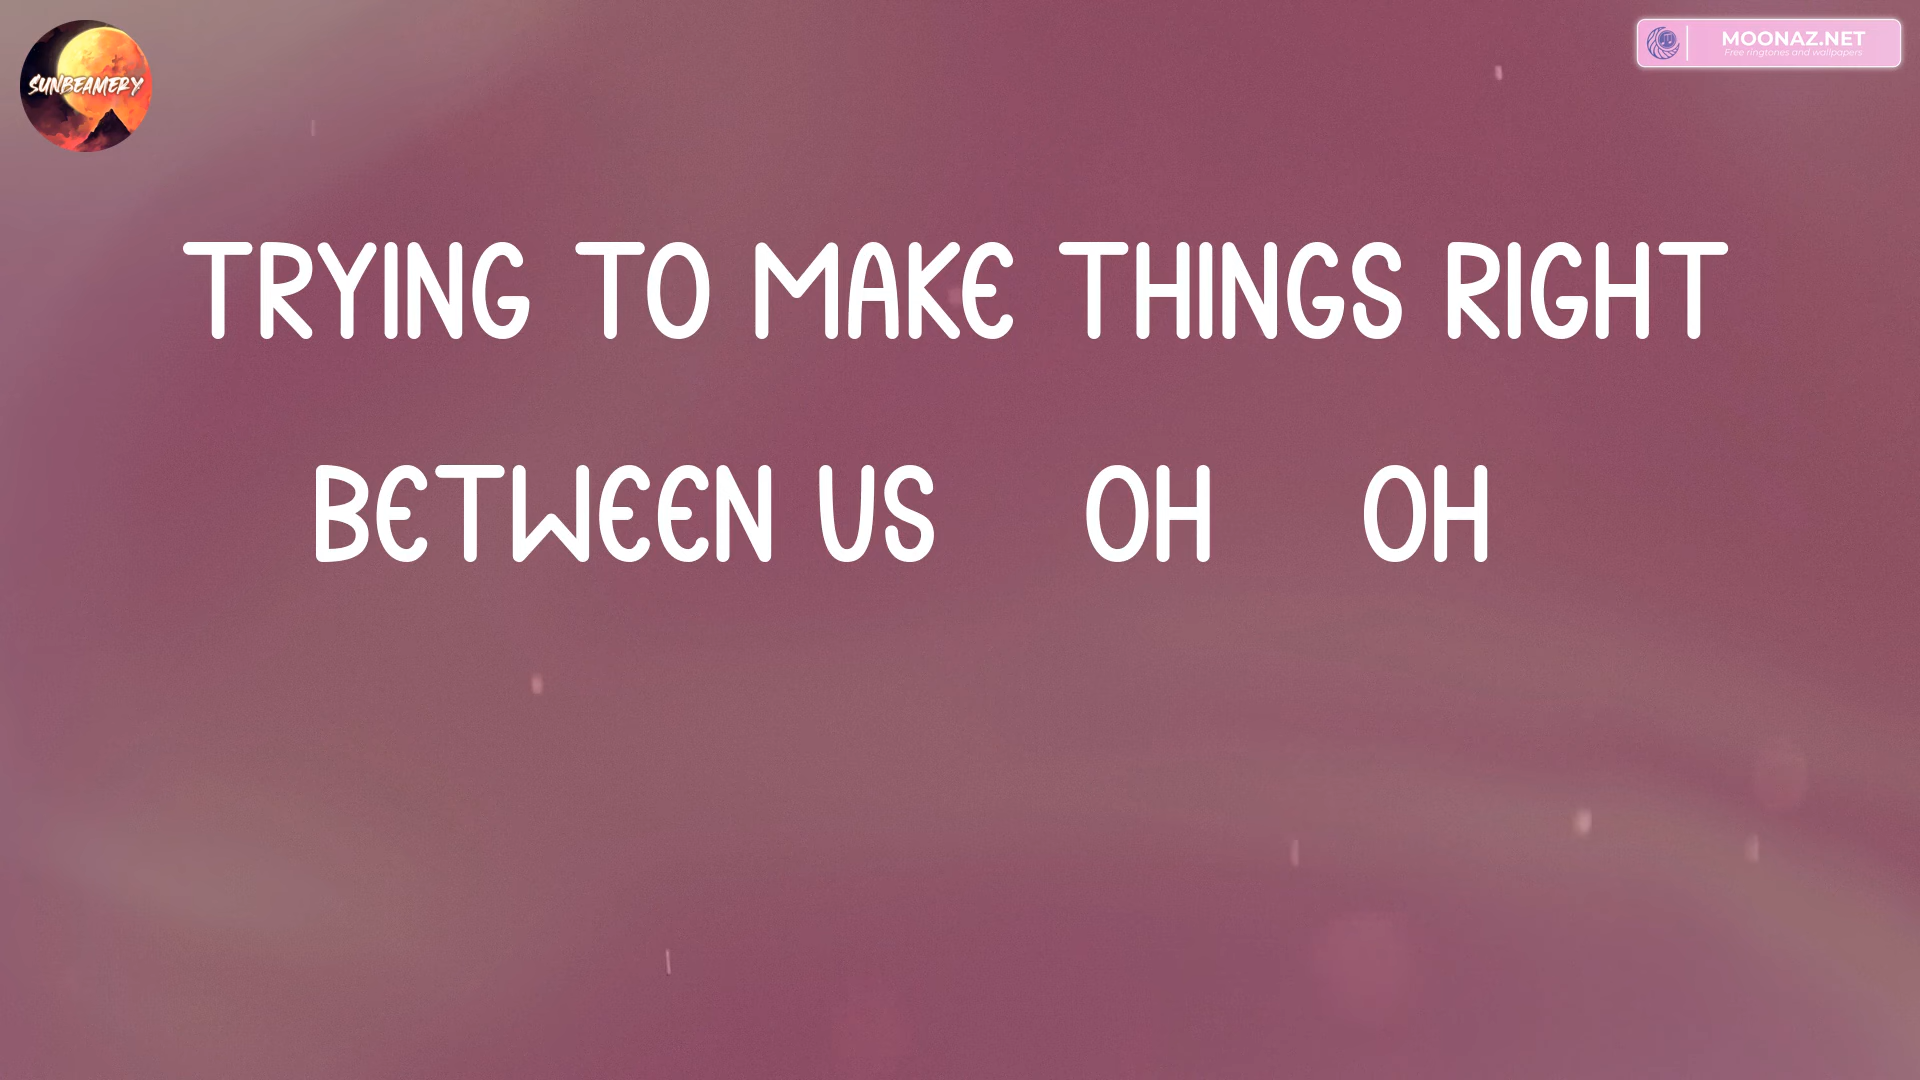 SUNBEAMERY
MOONAZ.NET
Free ringtones and wallpapers
TRYING TO MAKE THINGS RIGHT
BETWEEN US OH OH